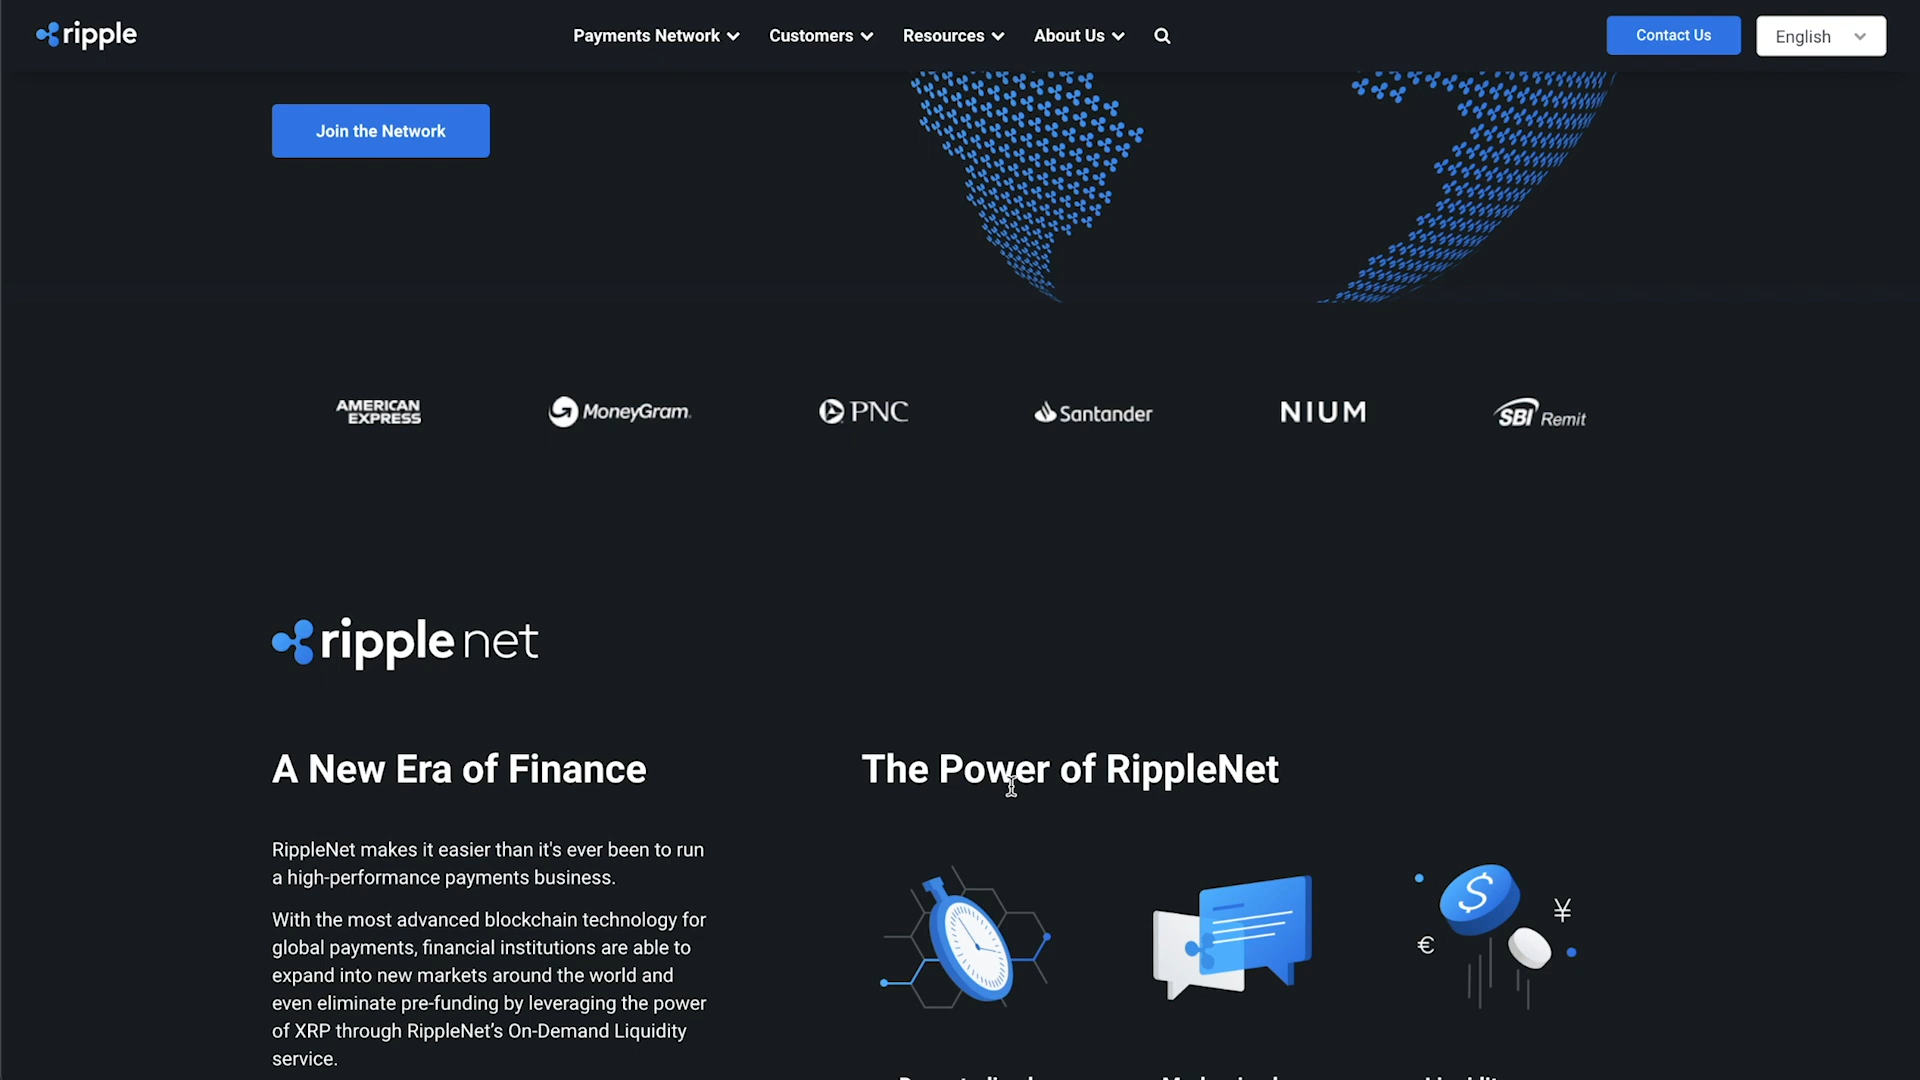 ripple
Payments Network
Customers
Resources
About Us
Contact Us
English
Join the Network
AMERICAN
EXPRESS
MoneyGram
PNC
Santander
NIUM
SBI Remit
ripple net
A New Era of Finance
The Power of RippleNet
RippleNet makes it easier than it's ever been to run
a high-performance payments business.
With the most advanced blockchain technology for
global payments, financial institutions are able to
expand into new markets around the world and
even eliminate pre-funding by leveraging the power
of XRP through RippleNet’s On-Demand Liquidity
service.
$
¥
€